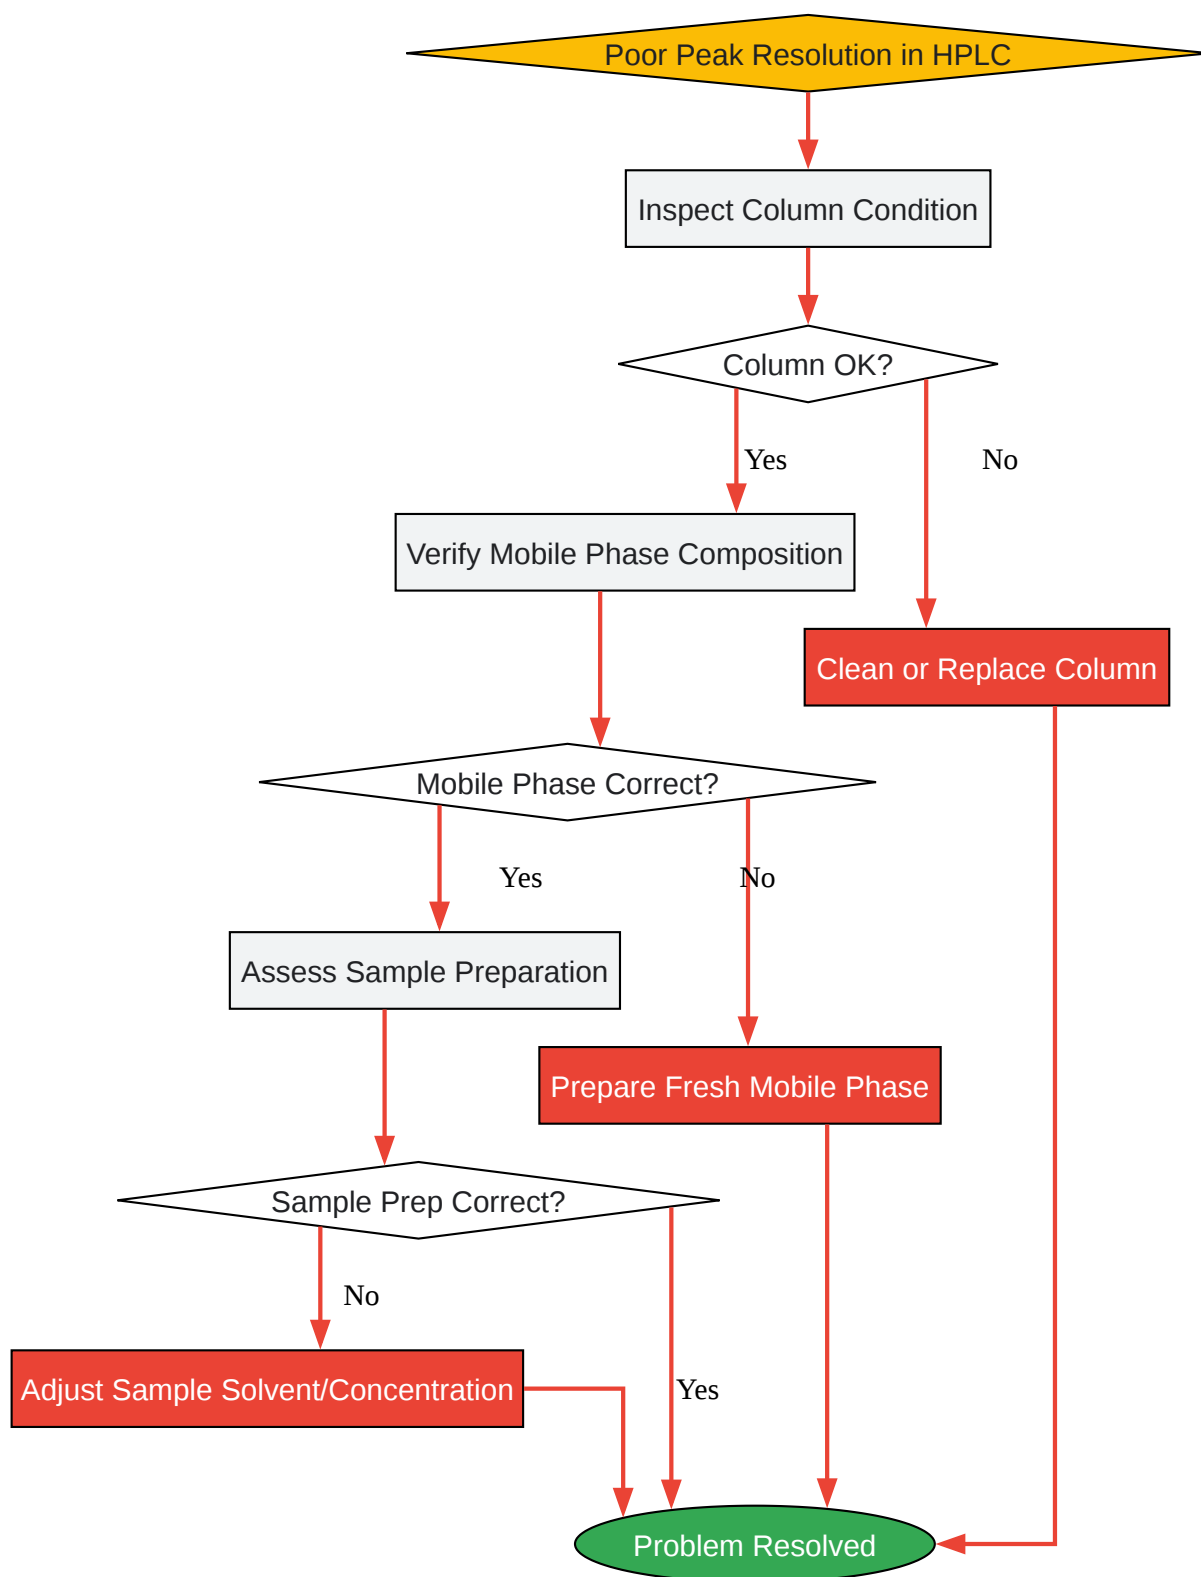 Poor Peak Resolution in HPLC
Inspect Column Condition
Column OK?
Yes
No
Verify Mobile Phase Composition
Clean or Replace Column
Mobile Phase Correct?
Yes
No
Assess Sample Preparation
Prepare Fresh Mobile Phase
Sample Prep Correct?
No
Adjust Sample Solvent/Concentration
Yes
Problem Resolved